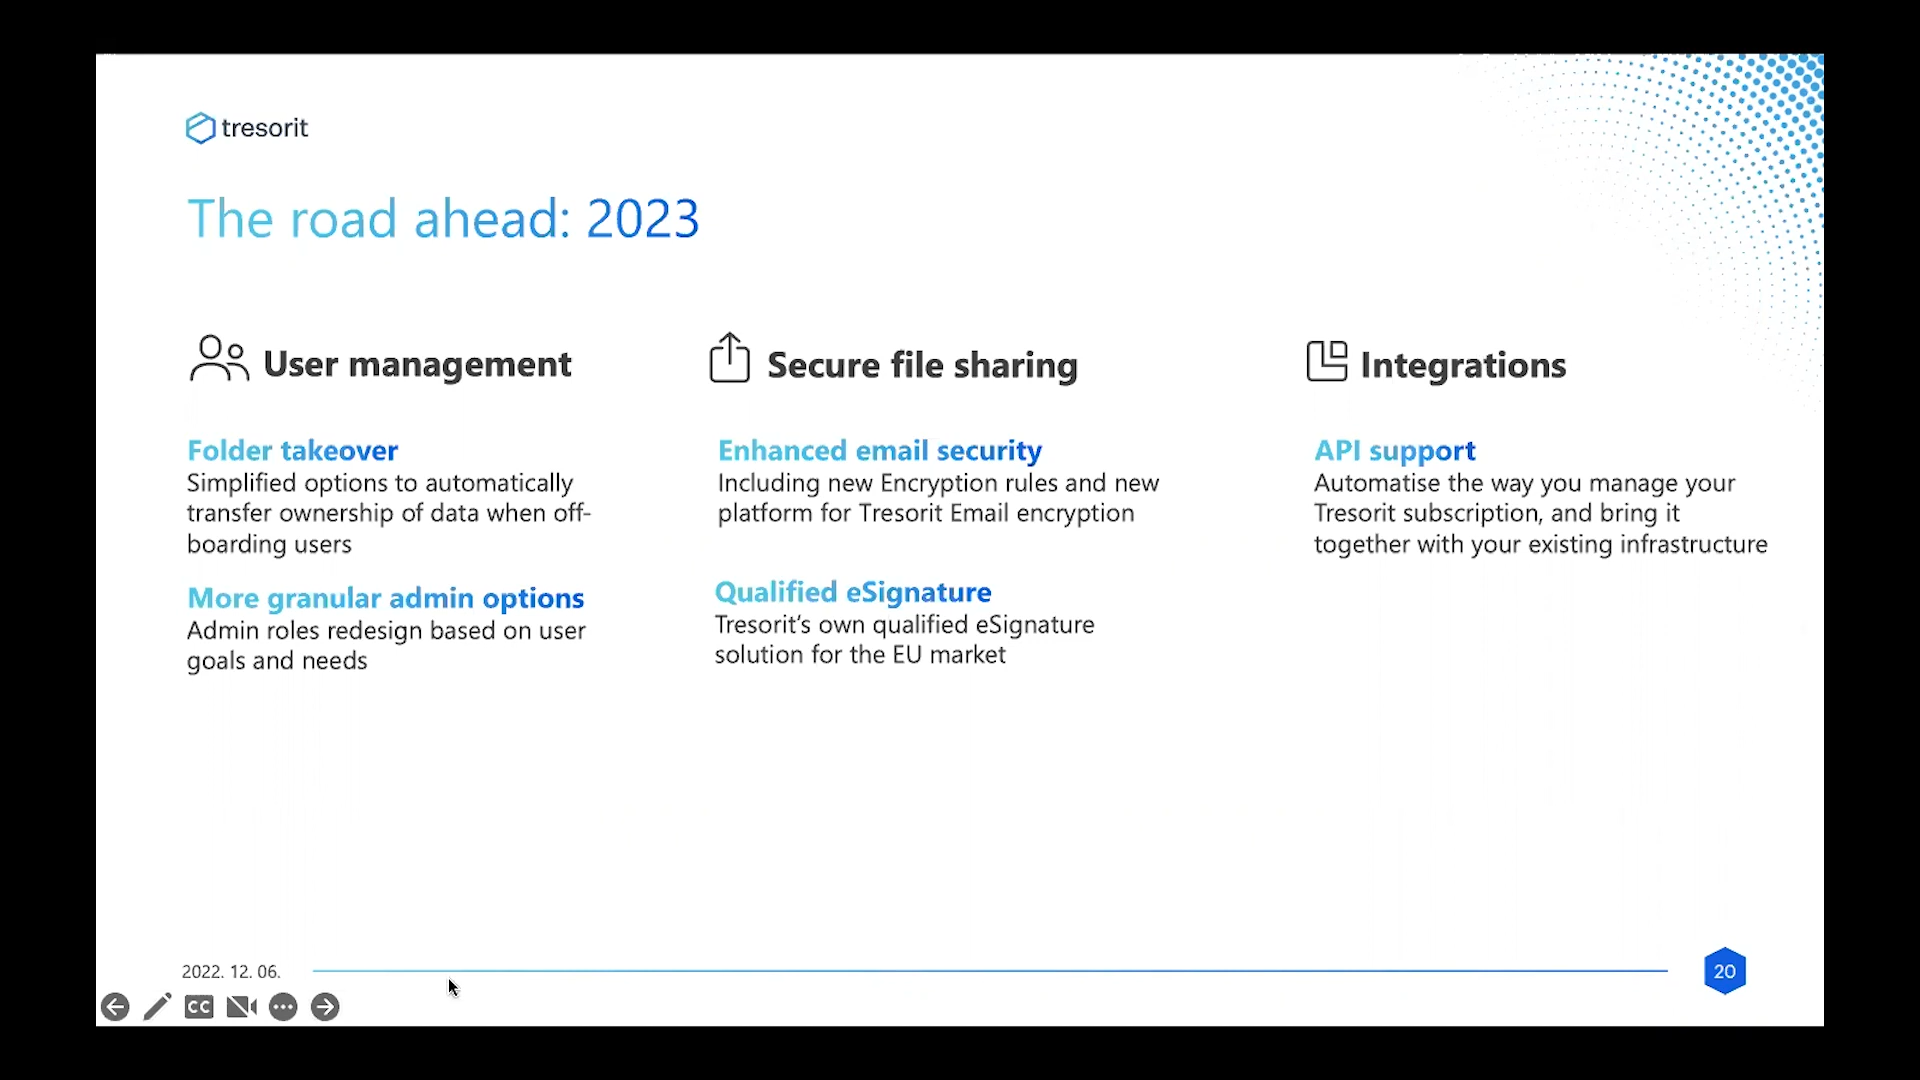 tresorit
The road ahead: 2023
User management
Folder takeover
Simplified options to automatically
transfer ownership of data when off-
boarding users
More granular admin options
Admin roles redesign based on user
goals and needs
Secure file sharing
Enhanced email security
Including new Encryption rules and new
platform for Tresorit Email encryption
Qualified eSignature
Tresorit’s own qualified eSignature
solution for the EU market
Integrations
API support
Automatise the way you manage your
Tresorit subscription, and bring it
together with your existing infrastructure
2022. 12. 06.
20
CC